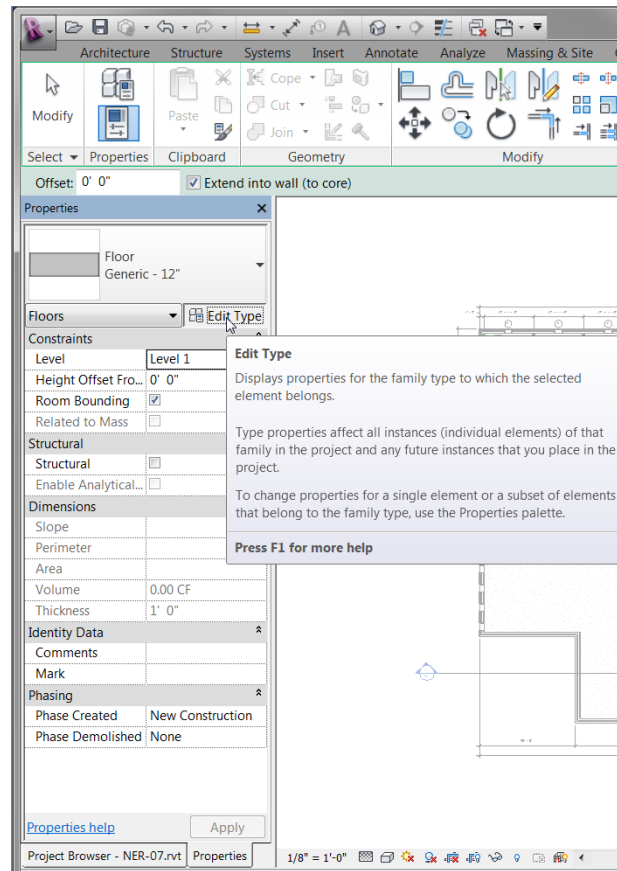 Architecture Structure Systems Insert Annotate Analyze Massing & Site
Modify
Paste
Cope
Cut
Join
Select Properties Clipboard Geometry Modify
Offset: 0' 0" Extend into wall (to core)
Properties
Floor
Generic - 12"
Floors Edit Type
Constraints
Level Level 1
Height Offset Fro... 0' 0"
Room Bounding
Related to Mass
Structural
Structural
Enable Analytical...
Dimensions
Slope
Perimeter
Area
Volume 0.00 CF
Thickness 1' 0"
Identity Data
Comments
Mark
Phasing
Phase Created New Construction
Phase Demolished None
Edit Type
Displays properties for the family type to which the selected
element belongs.
Type properties affect all instances (individual elements) of that
family in the project and any future instances that you place in the
project.
To change properties for a single element or a subset of elements
that belong to the family type, use the Properties palette.
Press F1 for more help
Properties help Apply
Project Browser - NER-07.rvt Properties 1/8" = 1'-0"